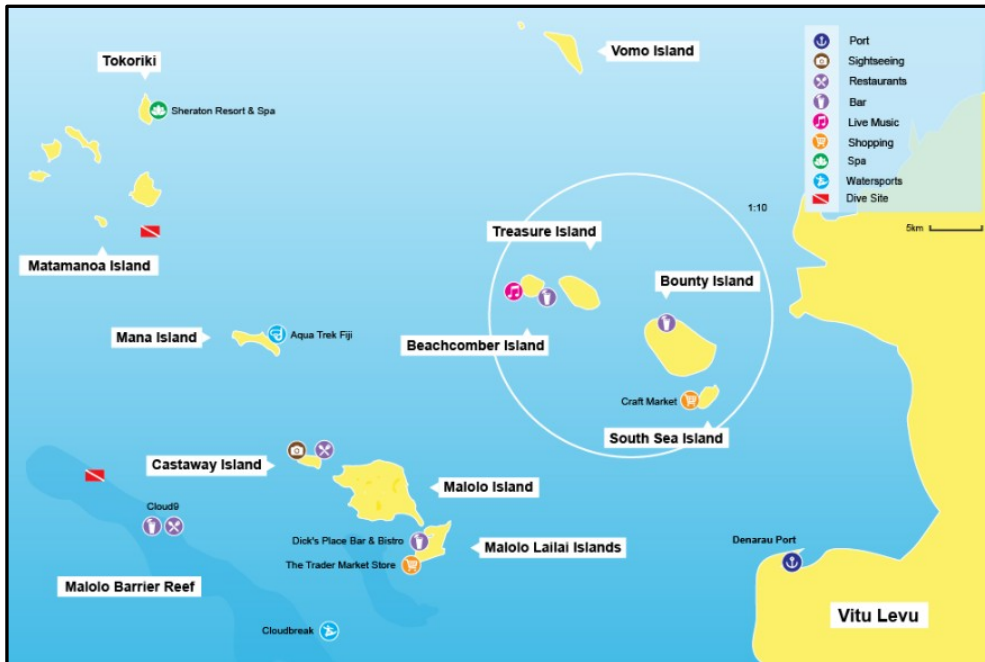 Vomo Island
Tokoriki
Sheraton Resort & Spa
Port
Sightseeing
Restaurants
Bar
Live Music
Shopping
Spa
Watersports
Dive Site
1:10
5km
Treasure Island
Matamanoa Island
Bounty Island
Mana Island
Aqua Trek Fiji
Beachcomber Island
Craft Market
South Sea Island
Castaway Island
Malolo Island
Cloud9
Dick's Place Bar & Bistro
Malolo Lailai Islands
Denarau Port
The Trader Market Store
Malolo Barrier Reef
Vitu Levu
Cloudbreak